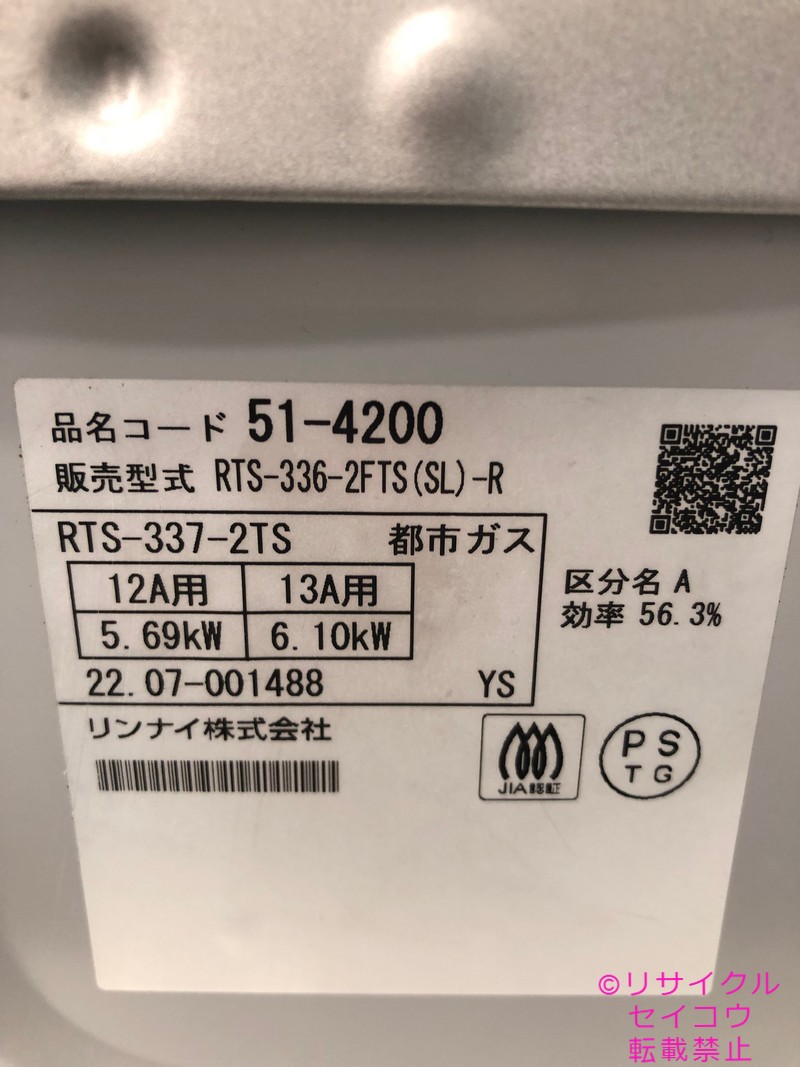 品名コード 51-4200
販売型式 RTS-336-2FTS(SL)-R
RTS-337-2TS 都市ガス
12A用 13A用
5.69kW 6.10kW
22.07-001488 YS
区分名 A
効率 56.3%
リンナイ株式会社
JIA認証
PS
TG
©リサイクル
セイコウ
転載禁止